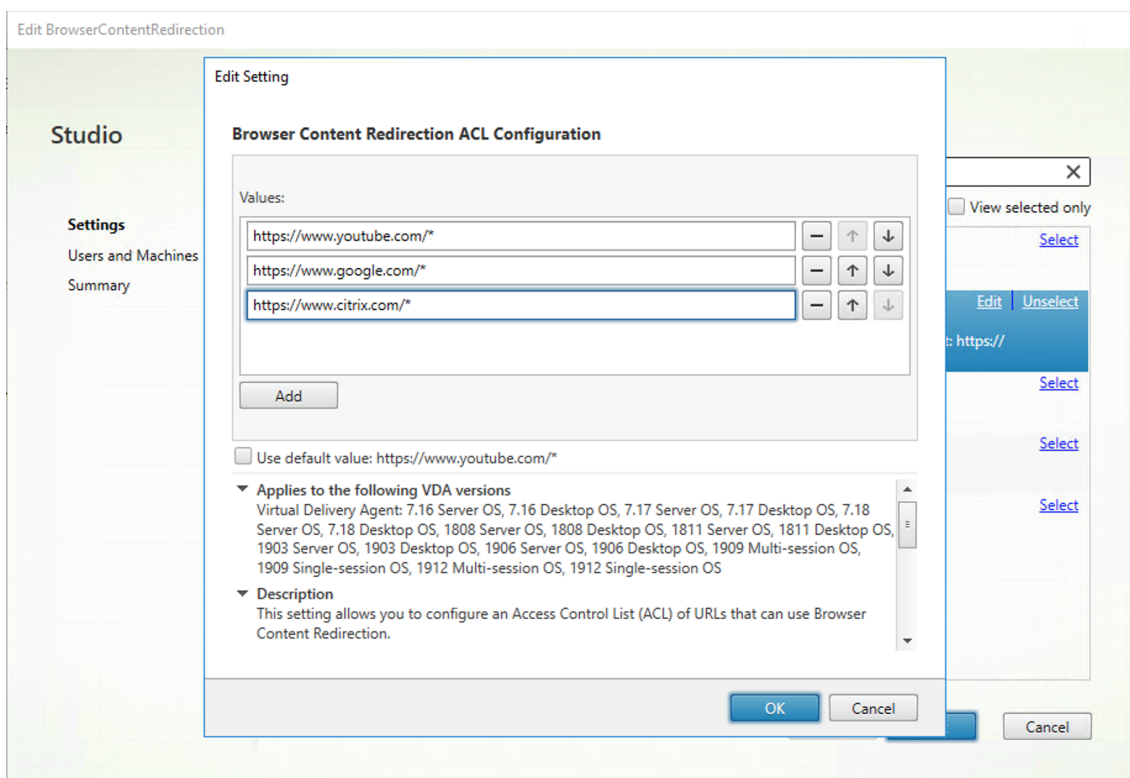 Edit BrowserContentRedirection
Edit Setting
Studio
Browser Content Redirection ACL Configuration
Values:
View selected only
Settings
https://www.youtube.com/*
Select
Users and Machines
https://www.google.com/*
Summary
https://www.citrix.com/*
Edit
Unselect
https://
Select
Add
Select
Use default value: https://www.youtube.com/*
Applies to the following VDA versions
Virtual Delivery Agent: 7.16 Server OS, 7.16 Desktop OS, 7.17 Server OS, 7.17 Desktop OS, 7.18
Server OS, 7.18 Desktop OS, 1808 Server OS, 1808 Desktop OS, 1811 Server OS, 1811 Desktop OS,
1903 Server OS, 1903 Desktop OS, 1906 Server OS, 1906 Desktop OS, 1909 Multi-session OS,
1909 Single-session OS, 1912 Multi-session OS, 1912 Single-session OS
Select
Description
This setting allows you to configure an Access Control List (ACL) of URLs that can use Browser
Content Redirection.
OK
Cancel
Cancel